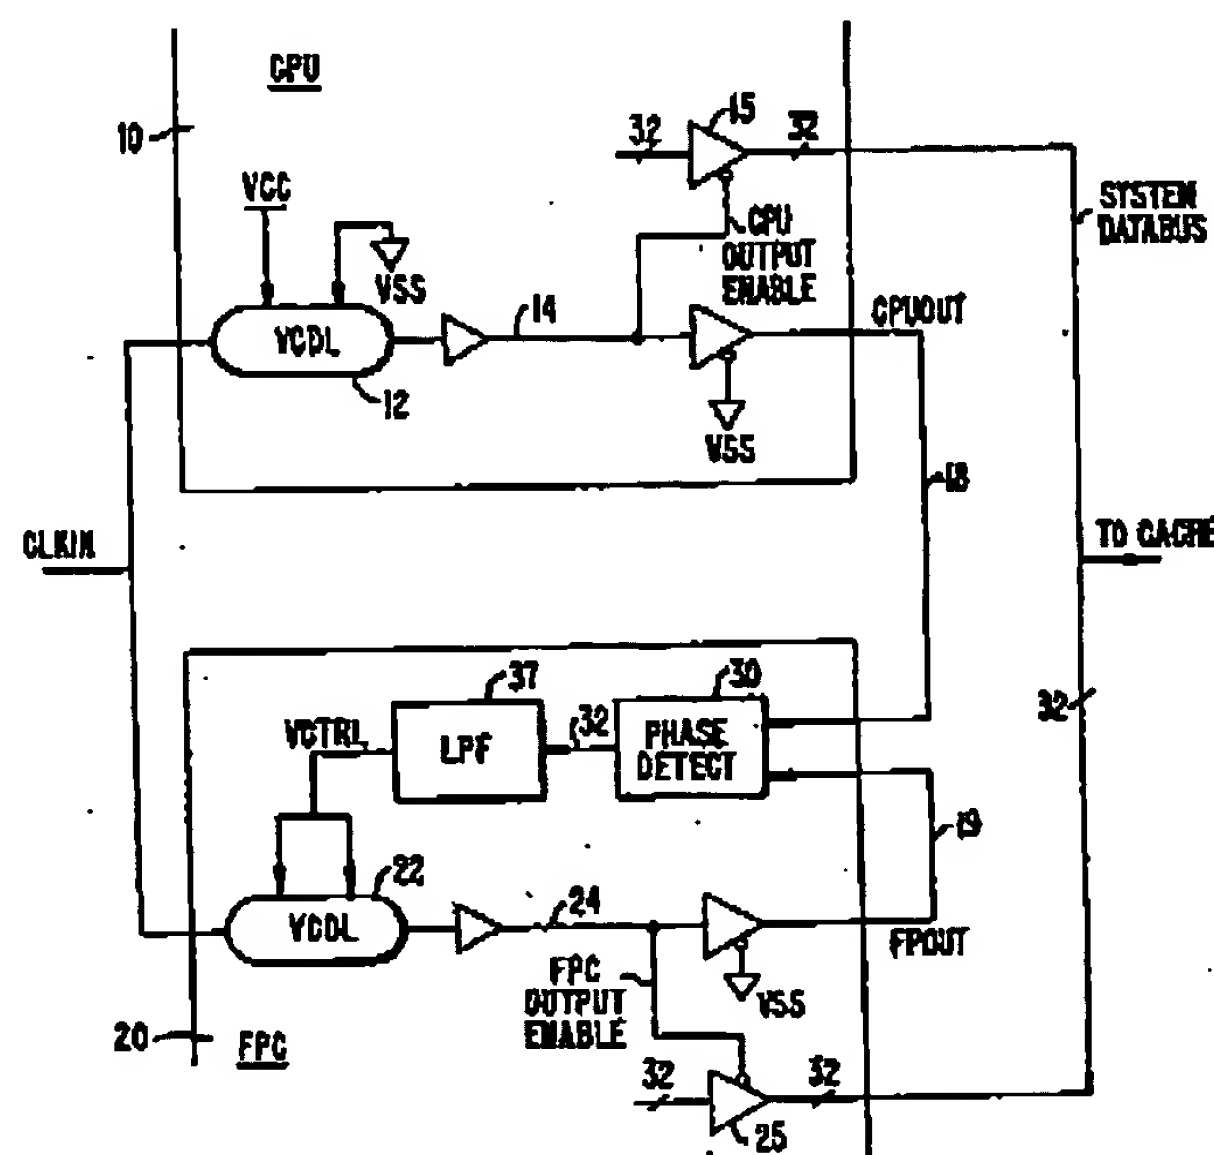 CPU
10
VCC
VSS
VCDL
12
14
32
15
32
CPU
OUTPUT
ENABLE
VSS
CPUOUT
SYSTEM
DATABUS
18
CLKIN
TO CACHE
32
37
LPF
32
30
PHASE
DETECT
VCTRL
22
VCDL
24
19
FPOUT
FPC
OUTPUT
ENABLE
VSS
20
FPC
32
32
25